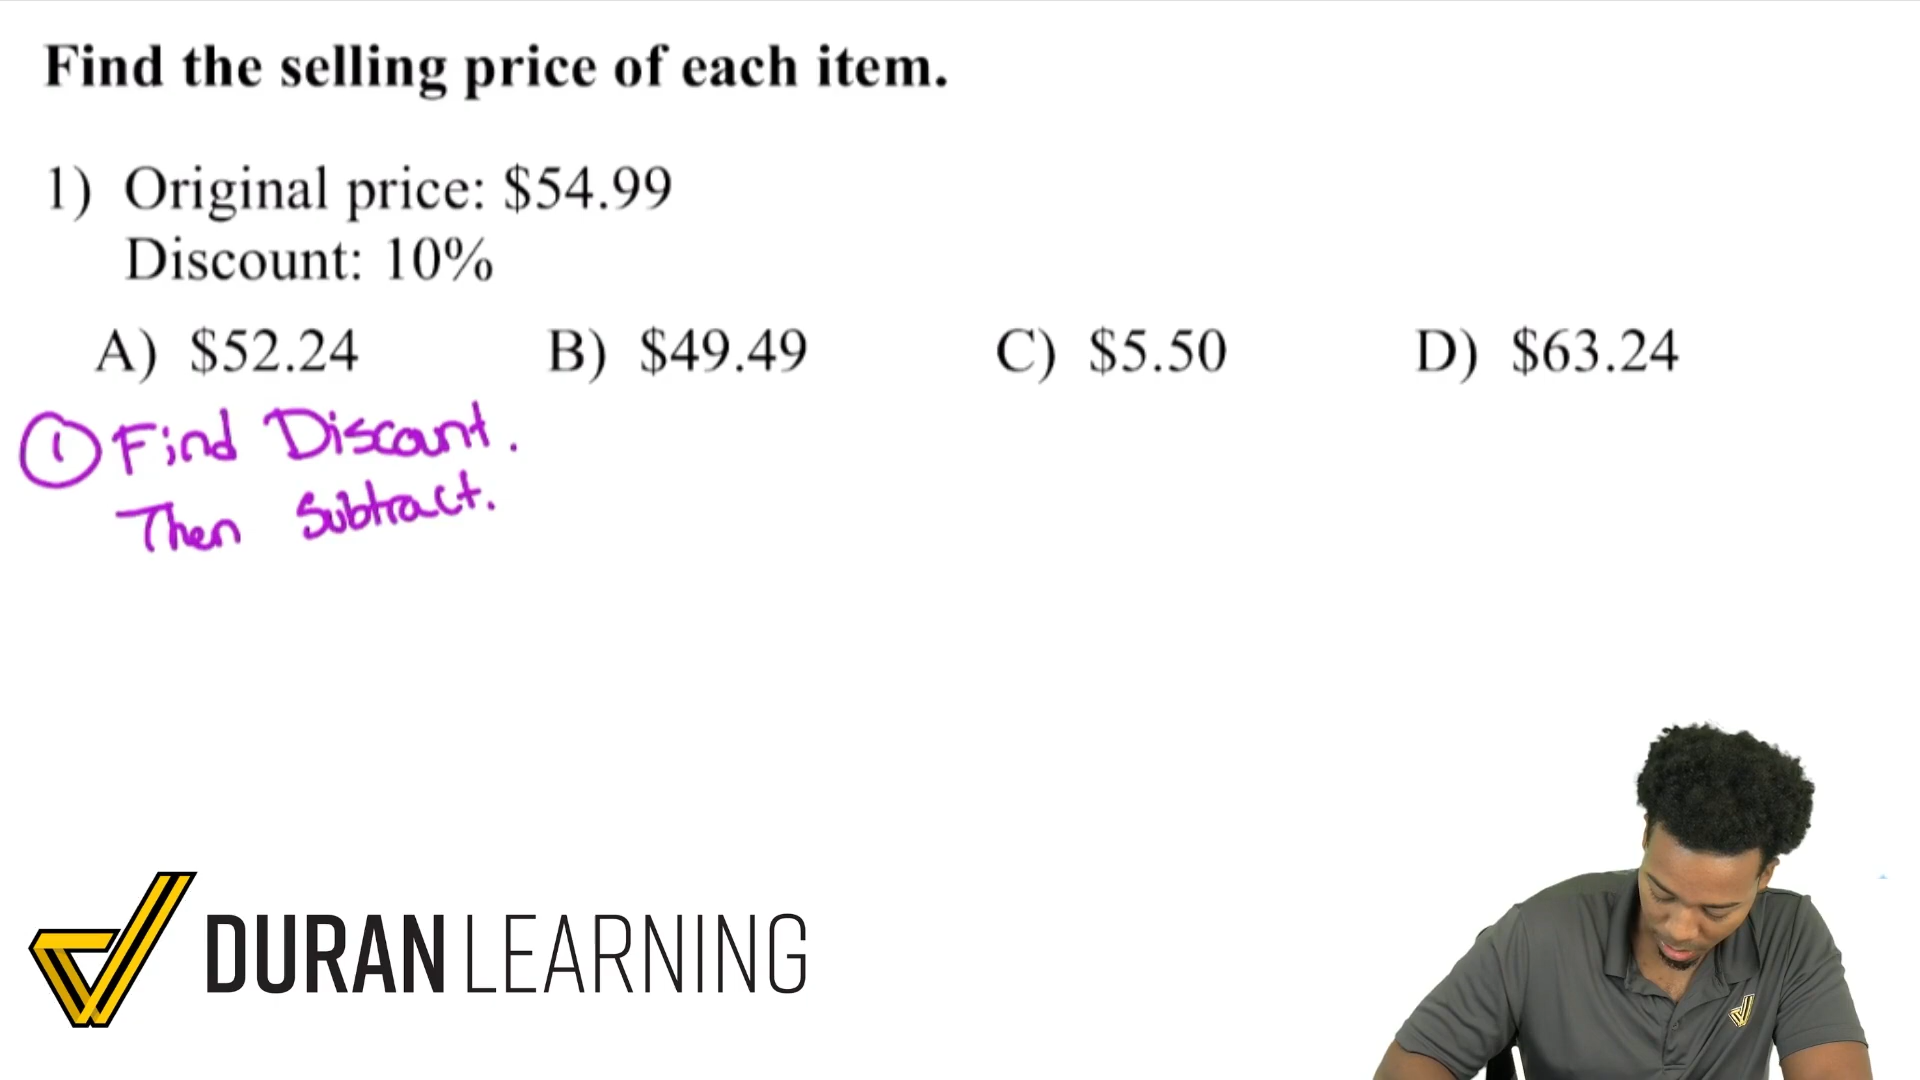 Find the selling price of each item.
1) Original price: $54.99
Discount: 10%
A) $52.24 B) $49.49 C) $5.50 D) $63.24
① Find Discount.
Then Subtract.
DURAN LEARNING